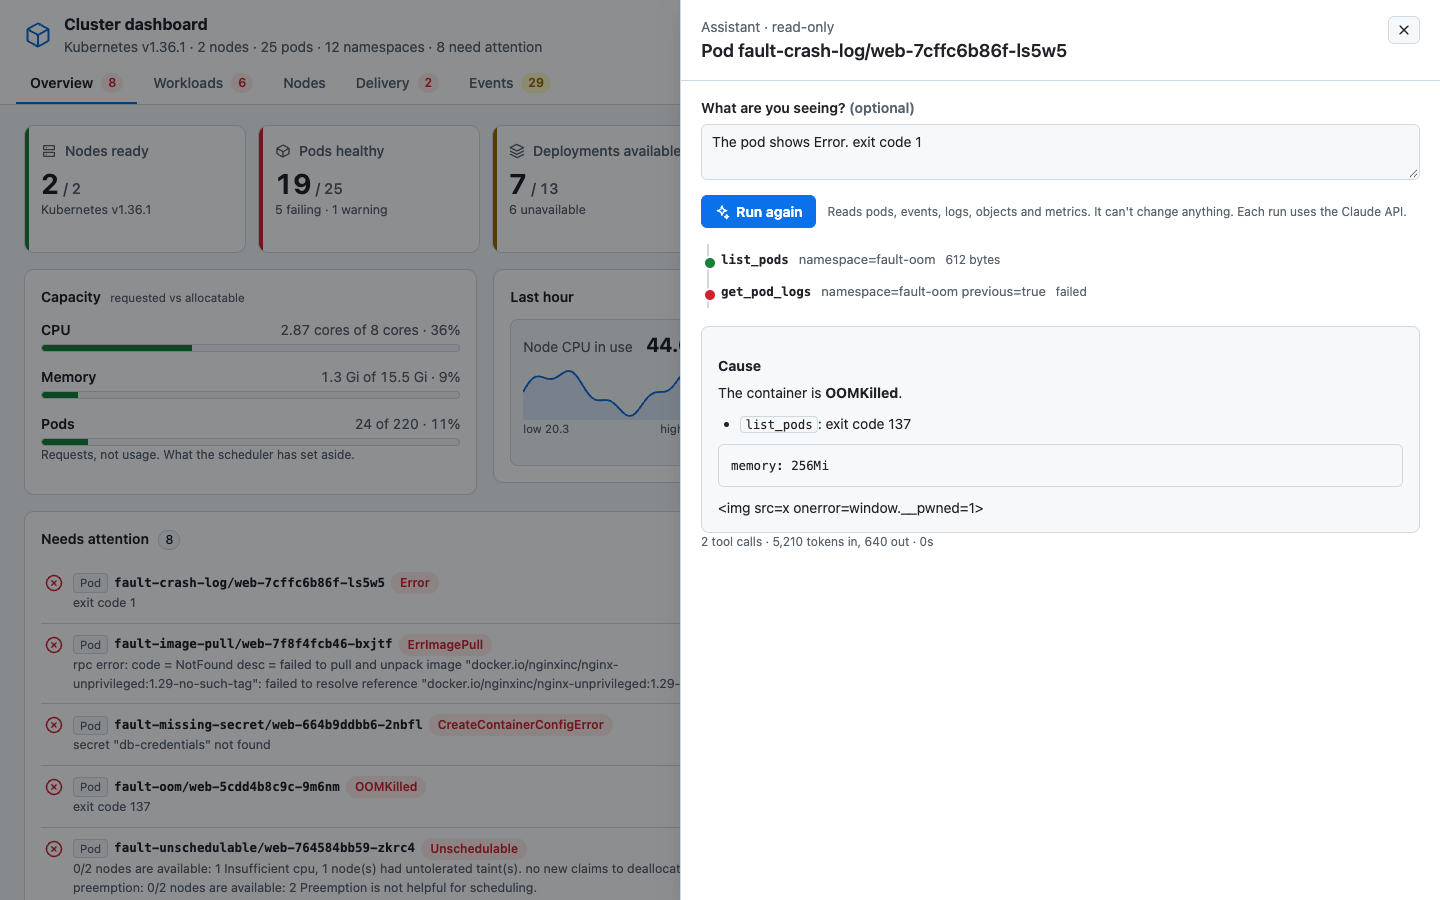 Cluster dashboard
Kubernetes v1.36.1 · 2 nodes · 25 pods · 12 namespaces · 8 need attention
Overview 8 Workloads 6 Nodes Delivery 2 Events 29
Nodes ready
2 / 2
Kubernetes v1.36.1
Pods healthy
19 / 25
5 failing · 1 warning
Deployments available
7 / 13
6 unavailable
Capacity requested vs allocatable
CPU 2.87 cores of 8 cores · 36%
Memory 1.3 Gi of 15.5 Gi · 9%
Pods 24 of 220 · 11%
Requests, not usage. What the scheduler has set aside.
Last hour
Node CPU in use 44.
low 20.3 high
Needs attention 8
Pod fault-crash-log/web-7cffc6b86f-ls5w5 Error
exit code 1
Pod fault-image-pull/web-7f8f4fcb46-bxjtf ErrImagePull
rpc error: code = NotFound desc = failed to pull and unpack image "docker.io/nginxinc/nginx-
unprivileged:1.29-no-such-tag": failed to resolve reference "docker.io/nginxinc/nginx-unprivileged:1.29-
Pod fault-missing-secret/web-664b9ddbb6-2nbfl CreateContainerConfigError
secret "db-credentials" not found
Pod fault-oom/web-5cdd4b8c9c-9m6nm OOMKilled
exit code 137
Pod fault-unschedulable/web-764584bb59-zkrc4 Unschedulable
0/2 nodes are available: 1 Insufficient cpu, 1 node(s) had untolerated taint(s). no new claims to deallocat
preemption: 0/2 nodes are available: 2 Preemption is not helpful for scheduling.
Assistant · read-only
Pod fault-crash-log/web-7cffc6b86f-ls5w5
What are you seeing? (optional)
The pod shows Error. exit code 1
Run again Reads pods, events, logs, objects and metrics. It can't change anything. Each run uses the Claude API.
list_pods namespace=fault-oom 612 bytes
get_pod_logs namespace=fault-oom previous=true failed
Cause
The container is OOMKilled.
• list_pods: exit code 137
memory: 256Mi
<img src=x onerror=window.__pwned=1>
2 tool calls · 5,210 tokens in, 640 out · 0s